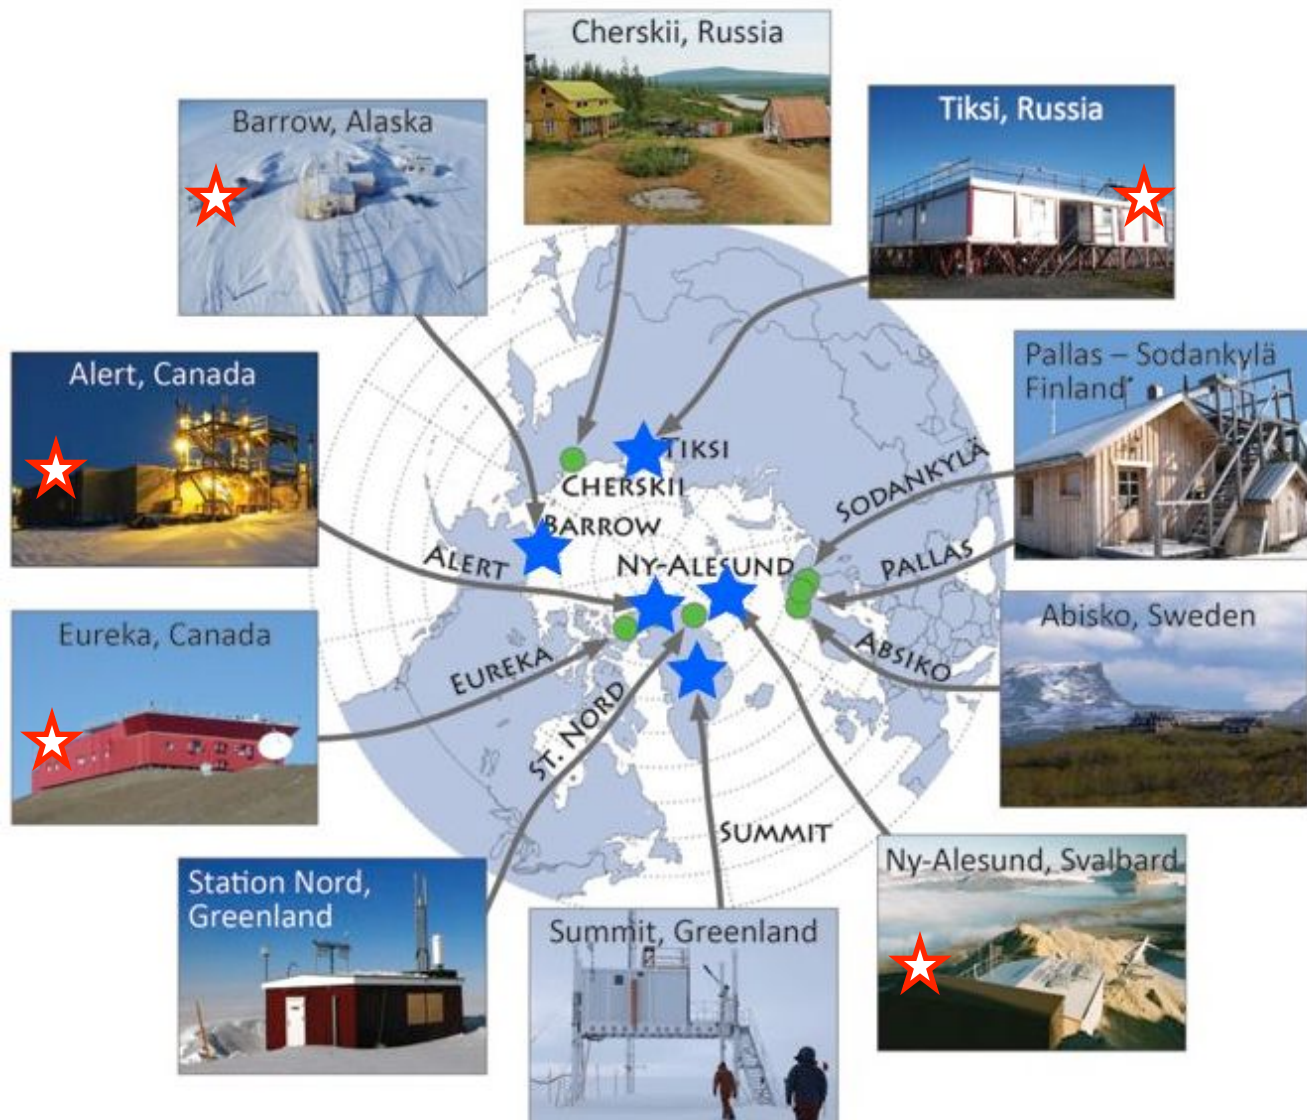 Cherskii, Russia
Barrow, Alaska
Tiksi, Russia
Alert, Canada
Pallas – Sodankylä
Finland
TIKSI
CHERSKII
BARROW
SODANKYLÄ
ALERT
NY-ALESUND
PALLAS
Eureka, Canada
Abisko, Sweden
EUREKA
ABSIKO
ST. NORD
SUMMIT
Station Nord,
Greenland
Summit, Greenland
Ny-Alesund, Svalbard